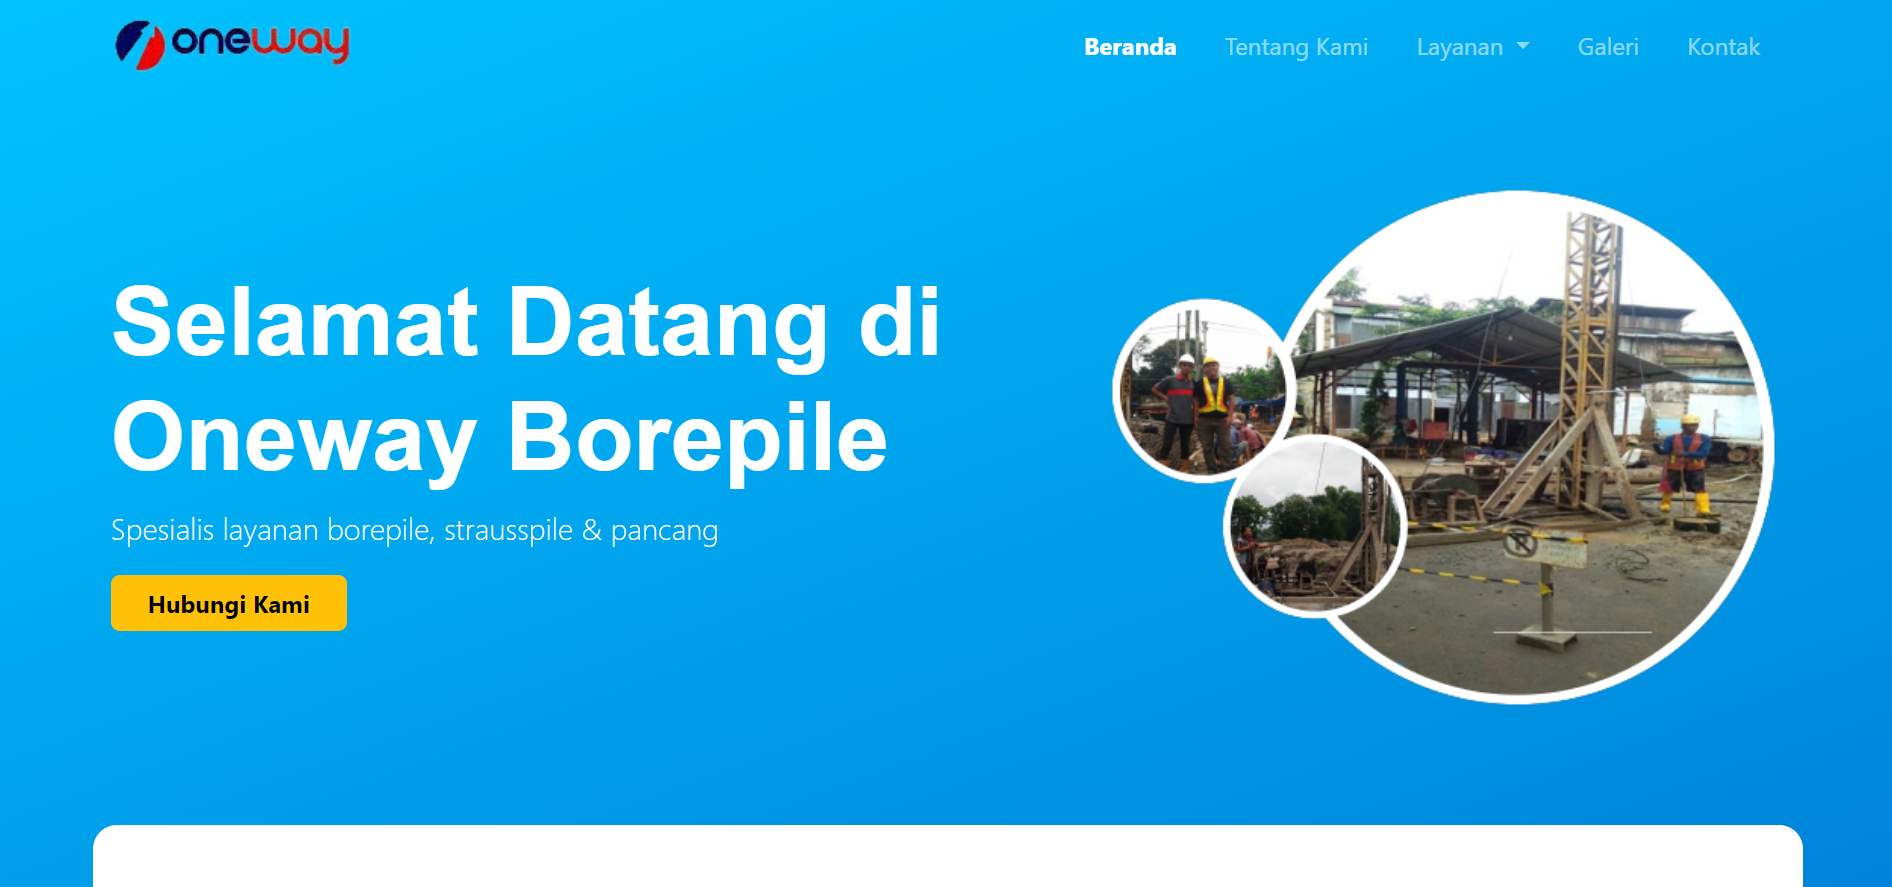 oneway
Beranda
Tentang Kami
Layanan
Galeri
Kontak
Selamat Datang di
Oneway Borepile
Spesialis layanan borepile, strausspile & pancang
Hubungi Kami